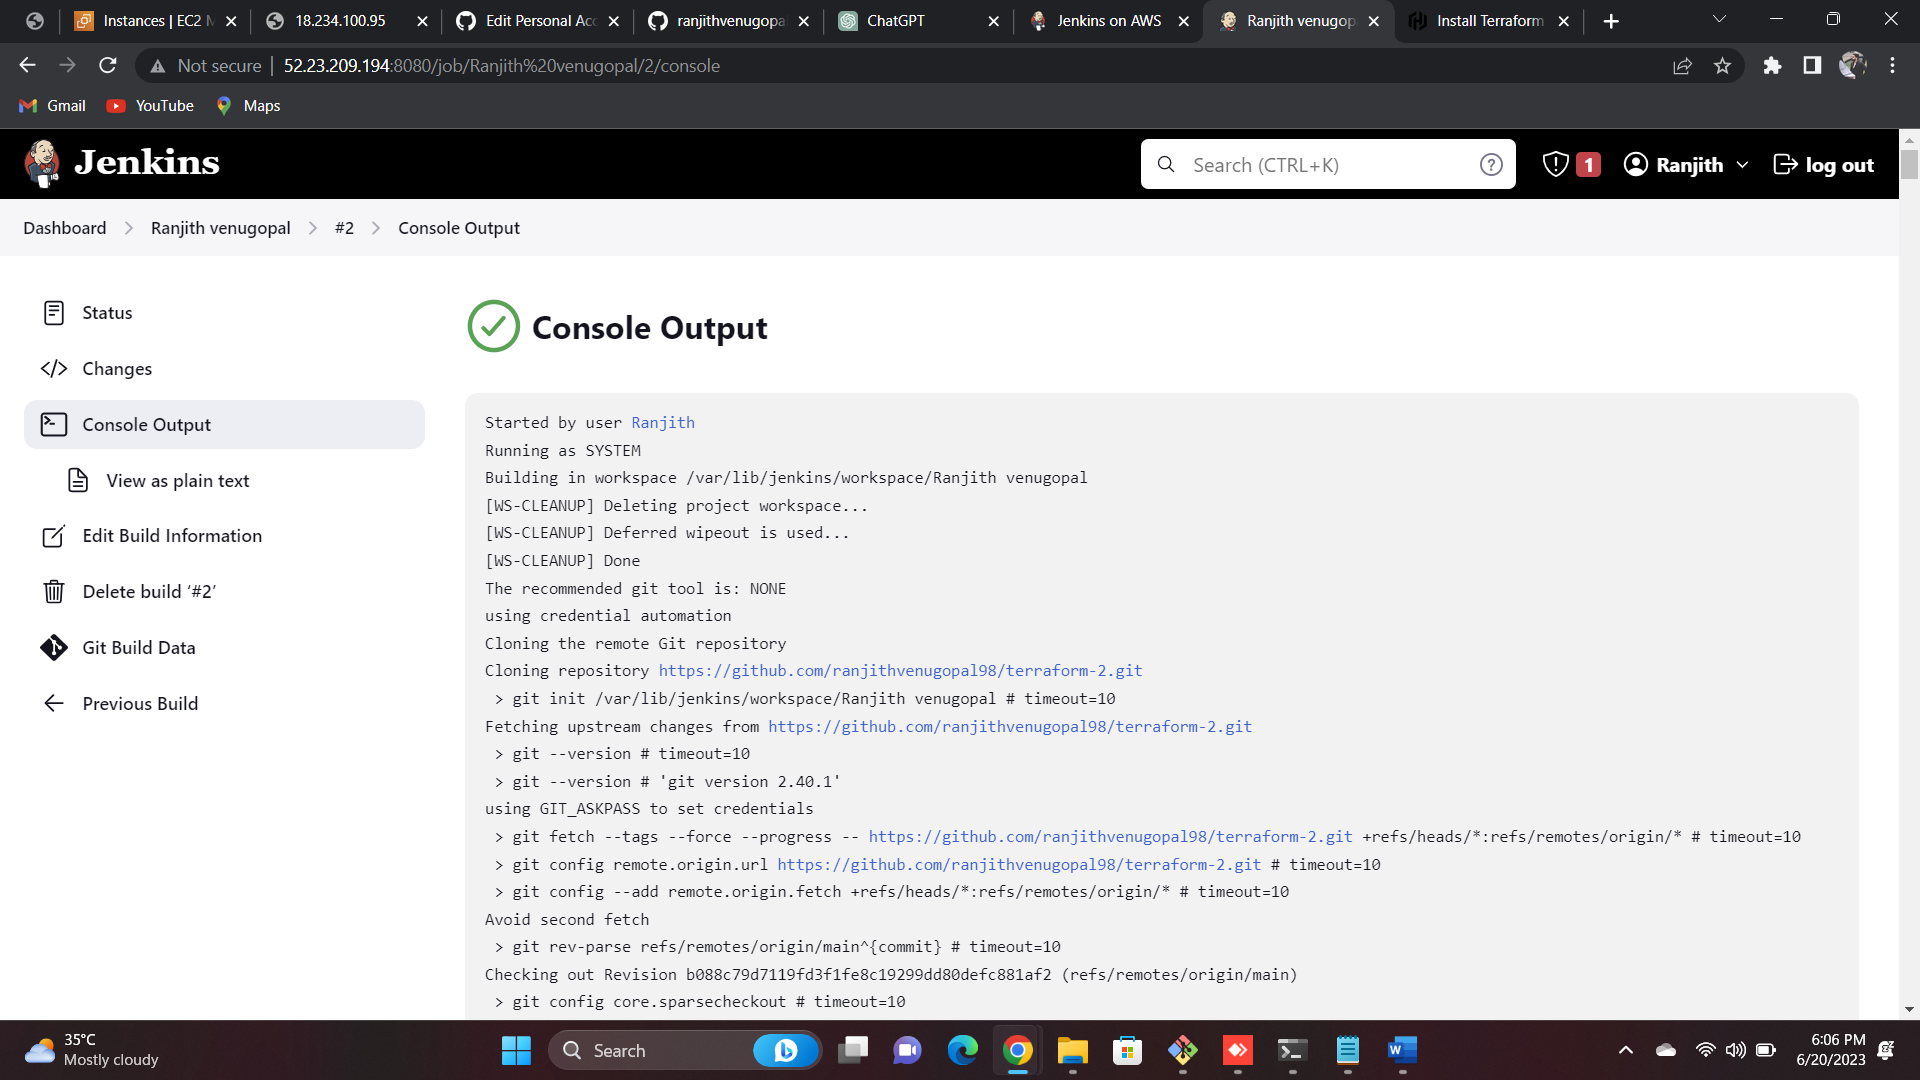 Instances | EC2 M
18.234.100.95
Edit Personal Acc
ranjithvenugopal
ChatGPT
Jenkins on AWS
Ranjith venugop
Install Terraform
Not secure
52.23.209.194:8080/job/Ranjith%20venugopal/2/console
Gmail
YouTube
Maps
Jenkins
Search (CTRL+K)
1
Ranjith
log out
Dashboard
Ranjith venugopal
#2
Console Output
Status
Changes
Console Output
View as plain text
Edit Build Information
Delete build ‘#2’
Git Build Data
Previous Build
Console Output
Started by user Ranjith
Running as SYSTEM
Building in workspace /var/lib/jenkins/workspace/Ranjith venugopal
[WS-CLEANUP] Deleting project workspace...
[WS-CLEANUP] Deferred wipeout is used...
[WS-CLEANUP] Done
The recommended git tool is: NONE
using credential automation
Cloning the remote Git repository
Cloning repository https://github.com/ranjithvenugopal98/terraform-2.git
> git init /var/lib/jenkins/workspace/Ranjith venugopal # timeout=10
Fetching upstream changes from https://github.com/ranjithvenugopal98/terraform-2.git
> git --version # timeout=10
> git --version # 'git version 2.40.1'
using GIT_ASKPASS to set credentials
> git fetch --tags --force --progress -- https://github.com/ranjithvenugopal98/terraform-2.git +refs/heads/*:refs/remotes/origin/* # timeout=10
> git config remote.origin.url https://github.com/ranjithvenugopal98/terraform-2.git # timeout=10
> git config --add remote.origin.fetch +refs/heads/*:refs/remotes/origin/* # timeout=10
Avoid second fetch
> git rev-parse refs/remotes/origin/main^{commit} # timeout=10
Checking out Revision b088c79d7119fd3f1fe8c19299dd80defc881af2 (refs/remotes/origin/main)
> git config core.sparsecheckout # timeout=10
35°C
Mostly cloudy
Search
6:06 PM
6/20/2023